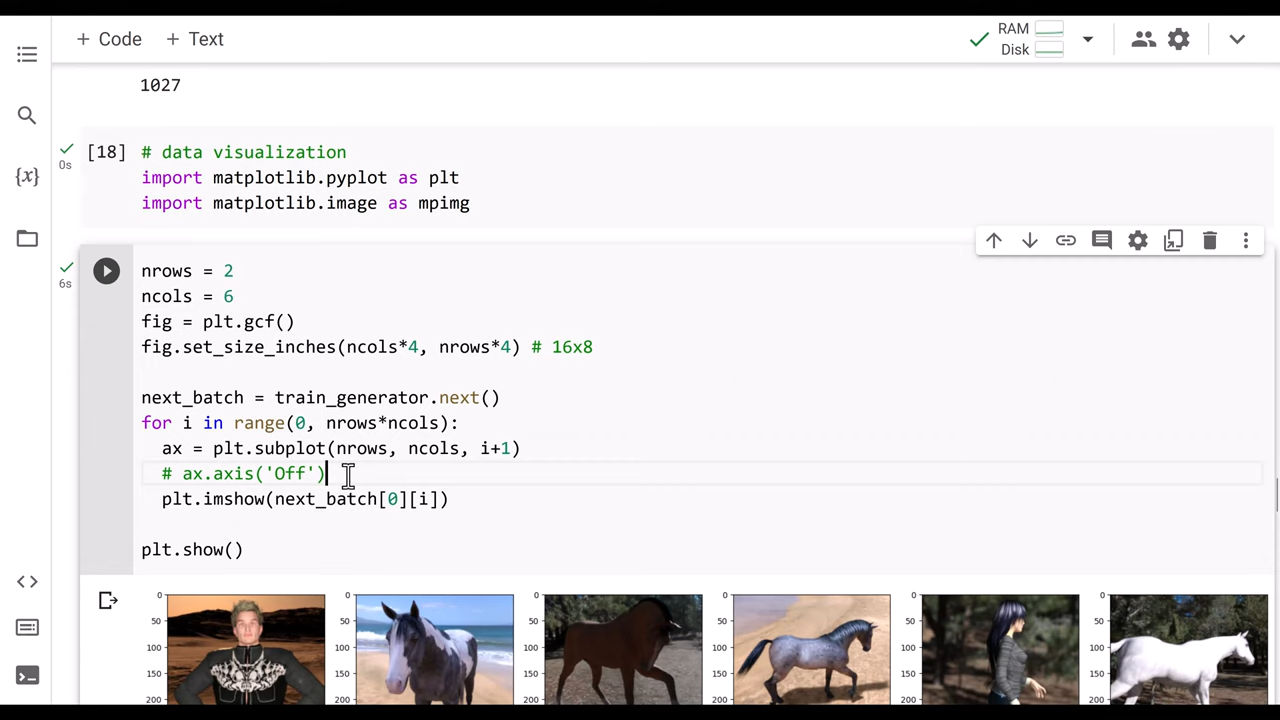 + Code + Text
RAM
Disk
1027
[18] # data visualization
0s
import matplotlib.pyplot as plt
import matplotlib.image as mpimg
{x}
6s
nrows = 2
ncols = 6
fig = plt.gcf()
fig.set_size_inches(ncols*4, nrows*4) # 16x8
next_batch = train_generator.next()
for i in range(0, nrows*ncols):
ax = plt.subplot(nrows, ncols, i+1)
# ax.axis('Off')
plt.imshow(next_batch[0][i])
plt.show()
0 0 0 0 0 0
50 50 50 50 50 50
100 100 100 100 100 100
150 150 150 150 150 150
200 200 200 200 200 200